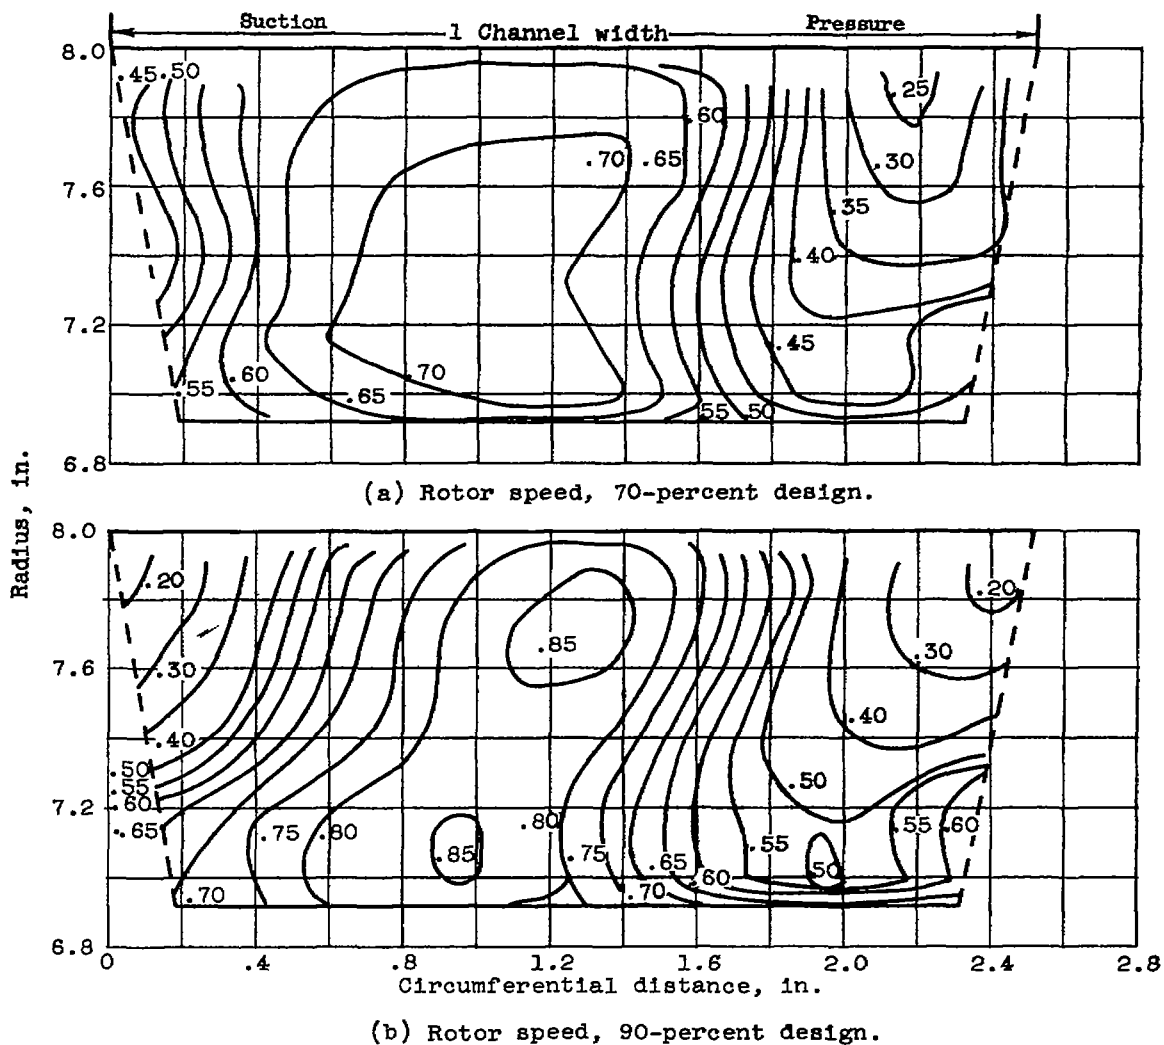 Suction Pressure
1 Channel width
8.0
.45 .50 .25
.60
.70 .65 .30
7.6
.35
.40
7.2
.45
.60 .70
.55 .65 .55 .50
6.8
(a) Rotor speed, 70-percent design.
Radius, in.
8.0
.20 .20
.85 .30
7.6 .30
.40
.40
.50 .50
.55
.60 7.2
.65 .75 .80 .80 .55 .55 .60
.85 .75 .65 .50
.70 .70 .60
6.8
0 .4 .8 1.2 1.6 2.0 2.4 2.8
Circumferential distance, in.
(b) Rotor speed, 90-percent design.